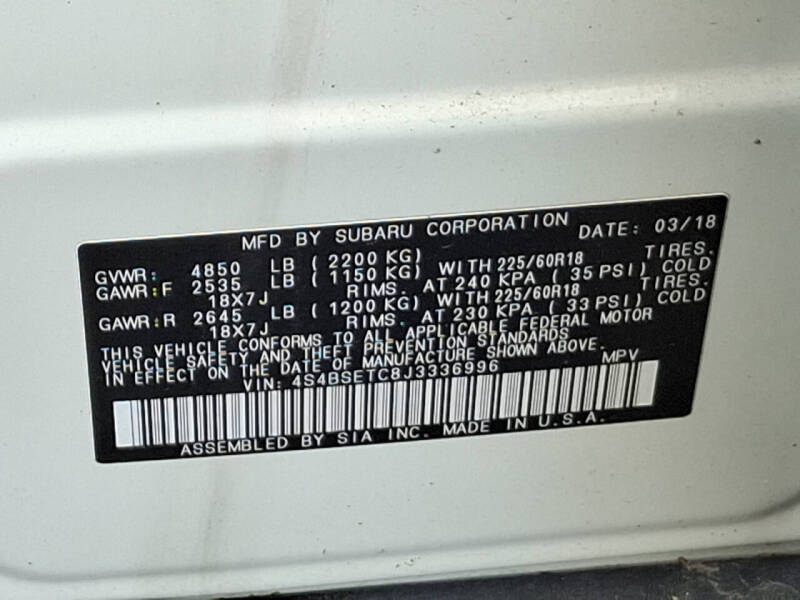 MFD BY SUBARU CORPORATION DATE: 03/18
GVWR: 4850 LB ( 2200 KG)
GAWR:F 2535 LB ( 1150 KG) WITH 225/60R18 TIRES.
18X7J RIMS. AT 240 KPA ( 35 PSI) COLD
GAWR:R 2645 LB ( 1200 KG) WITH 225/60R18 TIRES.
18X7J RIMS. AT 230 KPA ( 33 PSI) COLD
THIS VEHICLE CONFORMS TO ALL APPLICABLE FEDERAL MOTOR
VEHICLE SAFETY AND THEFT PREVENTION STANDARDS
IN EFFECT ON THE DATE OF MANUFACTURE SHOWN ABOVE.
VIN: 4S4BSETC8J3336996 MPV
ASSEMBLED BY SIA INC. MADE IN U.S.A.